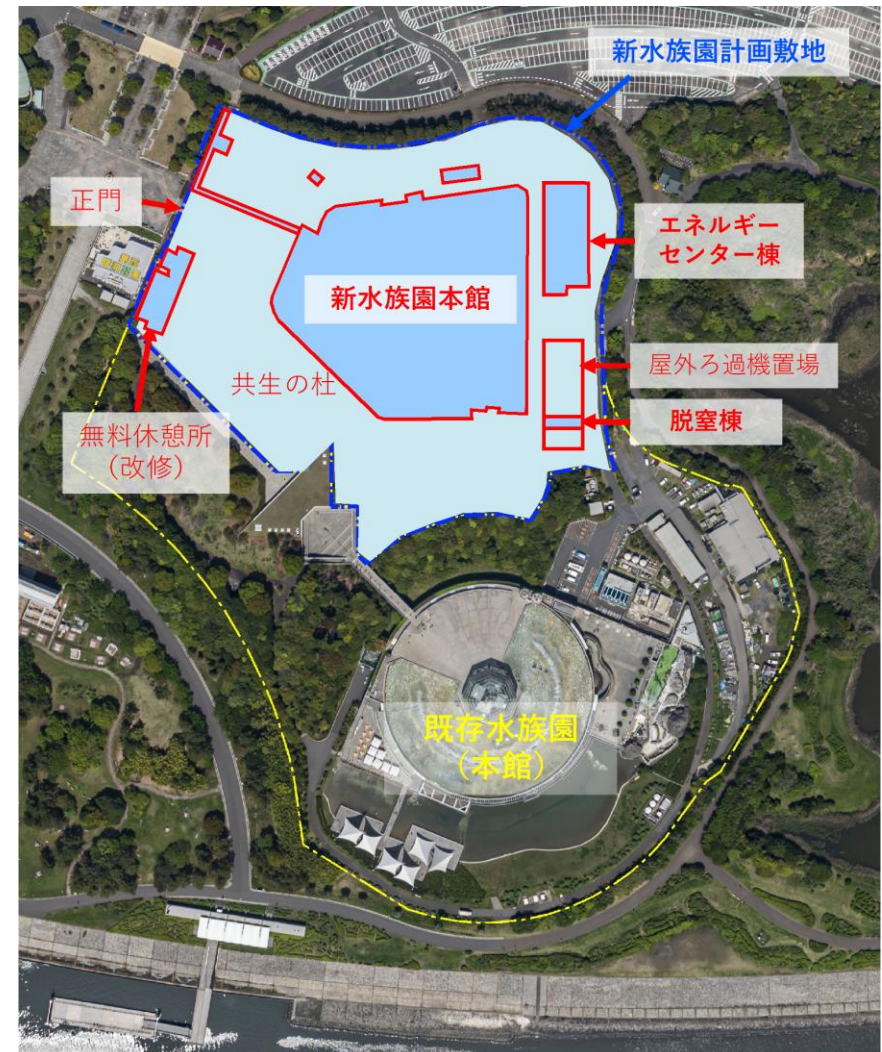 新水族園計画敷地
正門
エネルギー
センター棟
新水族園本館
屋外ろ過機置場
共生の杜
脱窒棟
無料休憩所
（改修）
既存水族園
（本館）